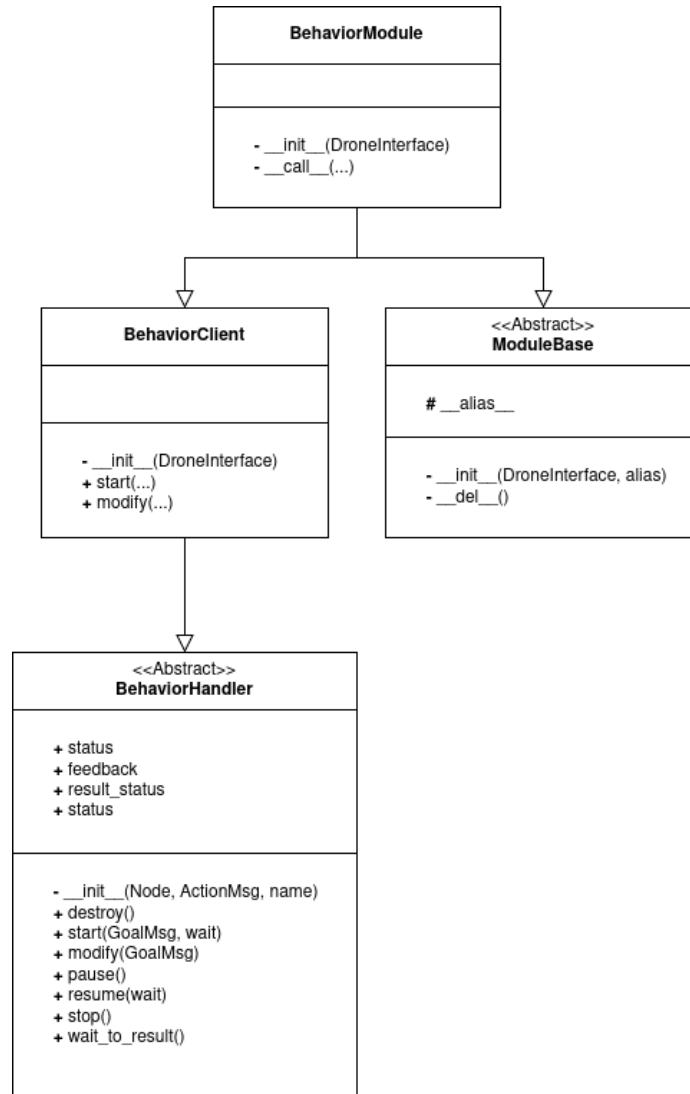 BehaviorModule
- __init__(DroneInterface)
- __call__(...)
BehaviorClient
- __init__(DroneInterface)
+ start(...)
+ modify(...)
<<Abstract>>
ModuleBase
# __alias__
- __init__(DroneInterface, alias)
- __del__()
<<Abstract>>
BehaviorHandler
+ status
+ feedback
+ result_status
+ status
- __init__(Node, ActionMsg, name)
+ destroy()
+ start(GoalMsg, wait)
+ modify(GoalMsg)
+ pause()
+ resume(wait)
+ stop()
+ wait_to_result()